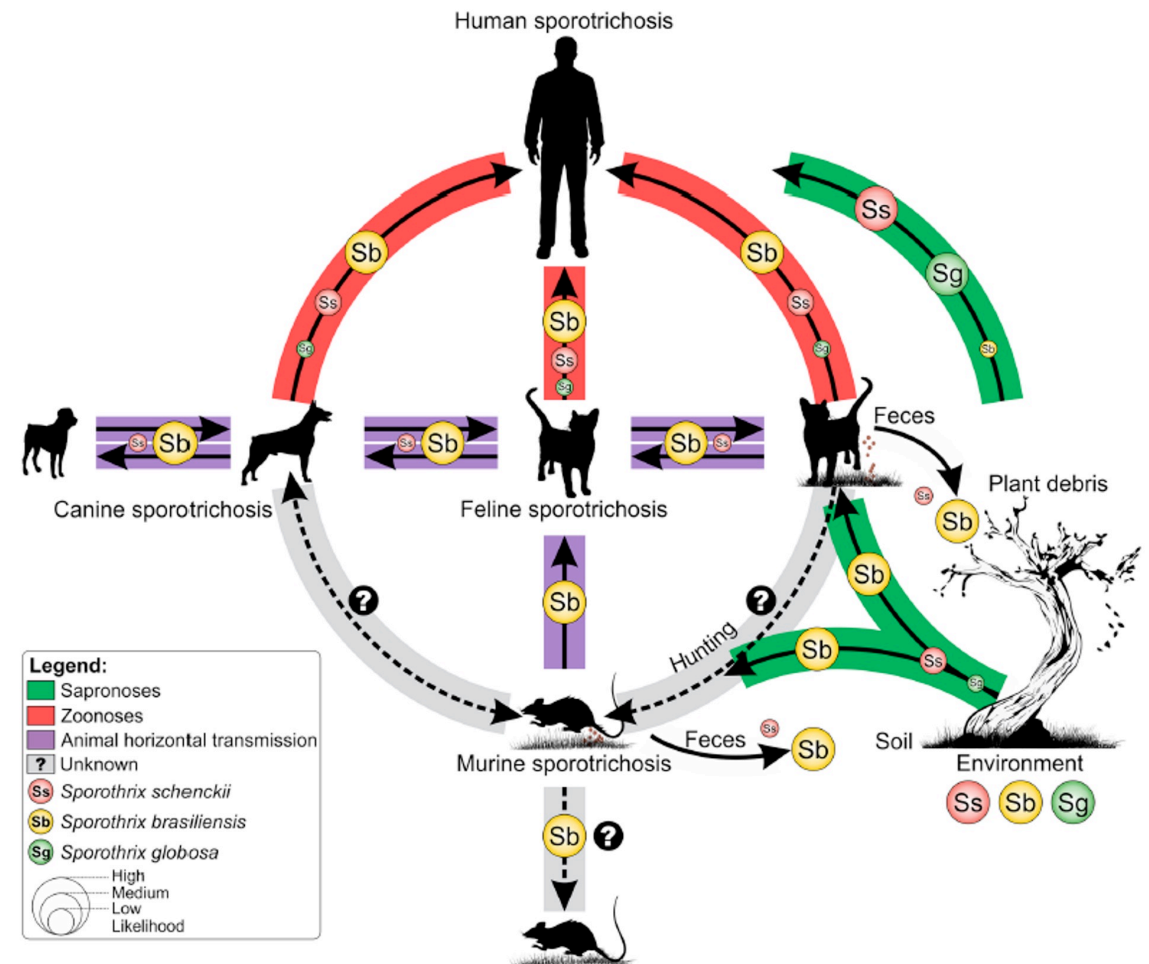 Human sporotrichosis
Sb
Ss
Sg
Sb
Ss
Sg
Sb
Ss
Sg
Ss
Sg
Sb
Ss
Sb
Ss
Sb
Sb
Ss
Feces
Canine sporotrichosis
Feline sporotrichosis
Plant debris
Ss
Sb
Sb
?
Sb
?
Hunting
Sb
Ss
Sg
Feces
Ss
Sb
Soil
Murine sporotrichosis
Environment
Ss
Sb
Sg
Sb
?
Legend:
Sapronoses
Zoonoses
Animal horizontal transmission
? Unknown
Ss Sporothrix schenckii
Sb Sporothrix brasiliensis
Sg Sporothrix globosa
High
Medium
Low
Likelihood